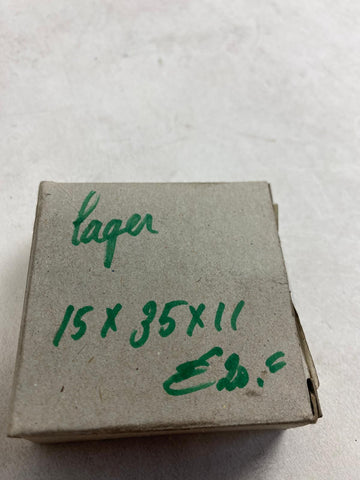 lager
15 x 35 x 11
E 20.=